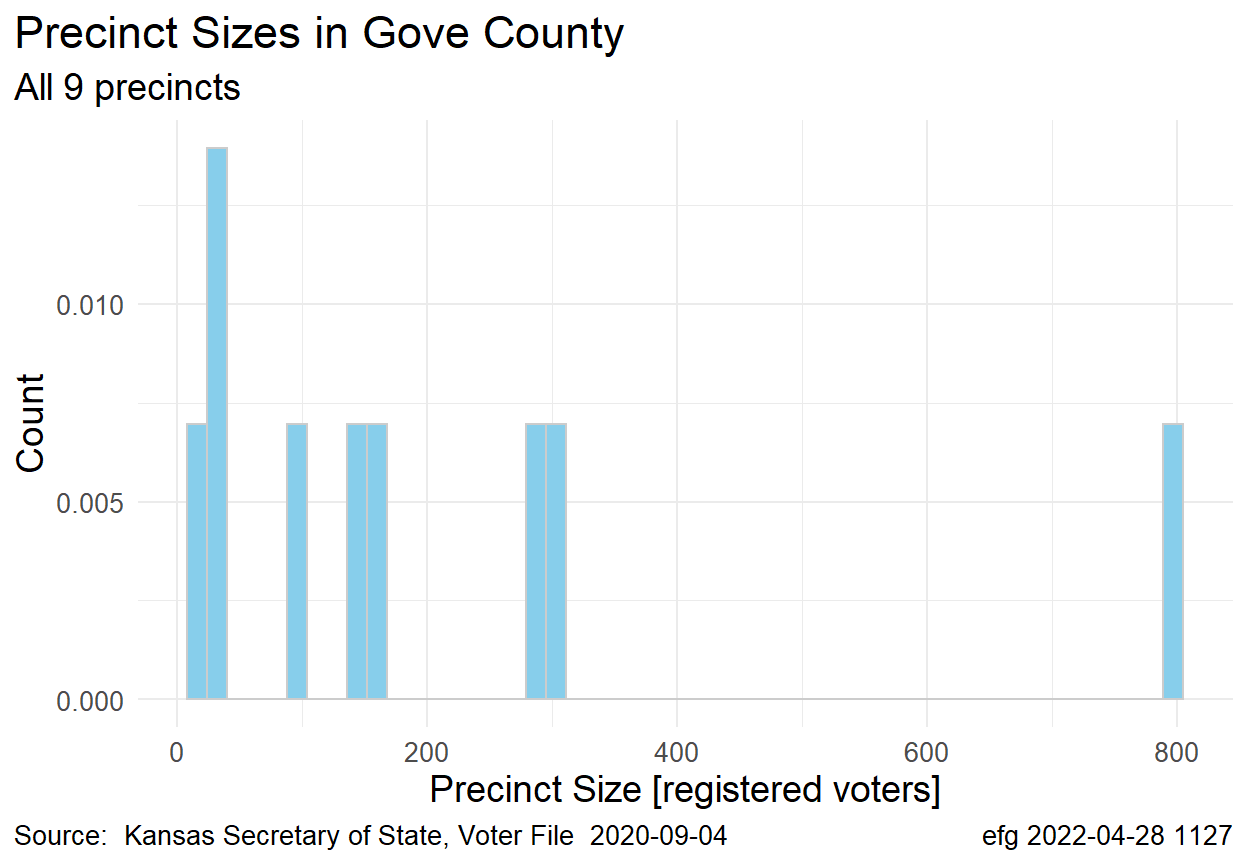 Precinct Sizes in Gove County
All 9 precincts
Count
0.010
0.005
0.000
0 200 400 600 800
Precinct Size [registered voters]
Source:  Kansas Secretary of State, Voter File  2020-09-04 efg 2022-04-28 1127